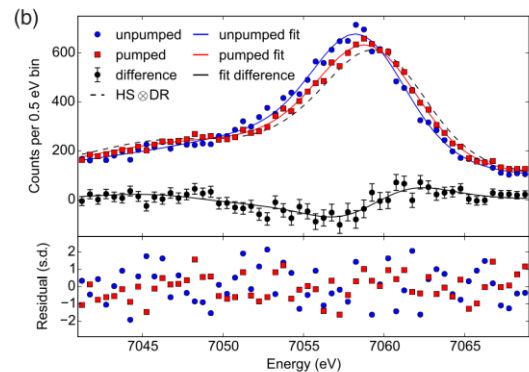 (b)
unpumped
unpumped fit
pumped
pumped fit
difference
fit difference
HS ⊗DR
Counts per 0.5 eV bin
600
400
200
0
Residual (s.d.)
2
1
0
−1
−2
7045 7050 7055 7060 7065
Energy (eV)